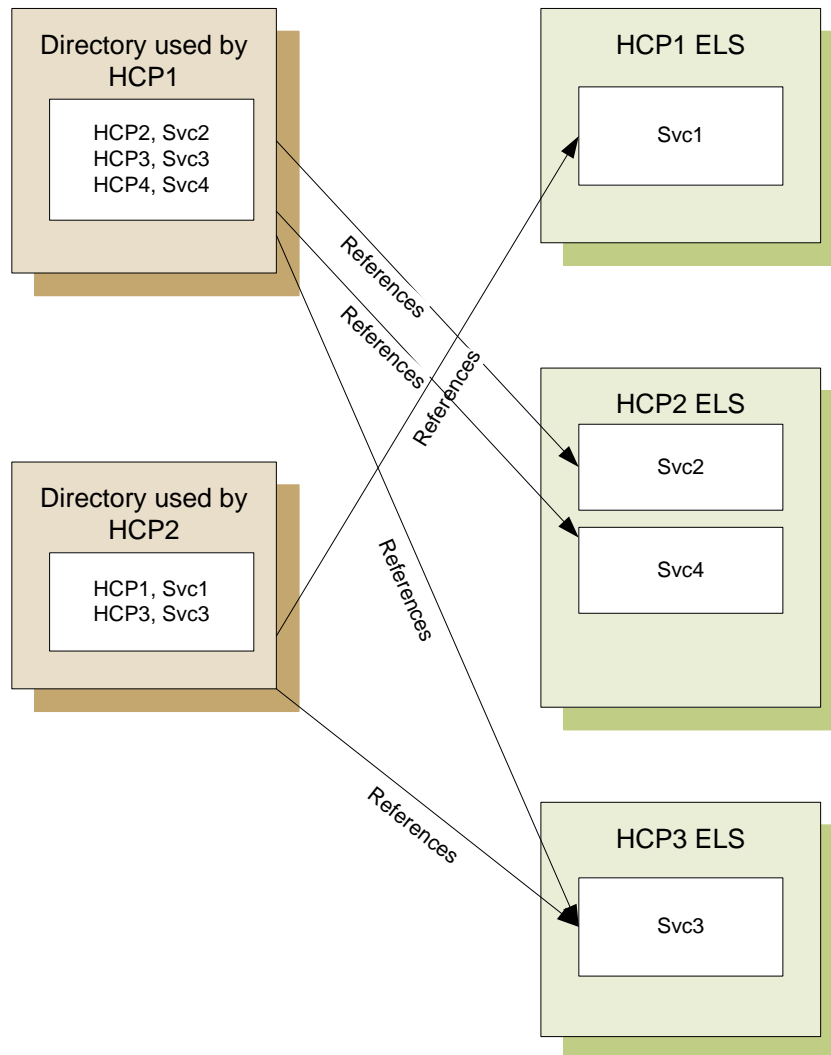 Directory used by
HCP1
HCP2, Svc2
HCP3, Svc3
HCP4, Svc4
HCP1 ELS
Svc1
References
References
References
HCP2 ELS
Svc2
Svc4
Directory used by
HCP2
HCP1, Svc1
HCP3, Svc3
References
References
HCP3 ELS
Svc3